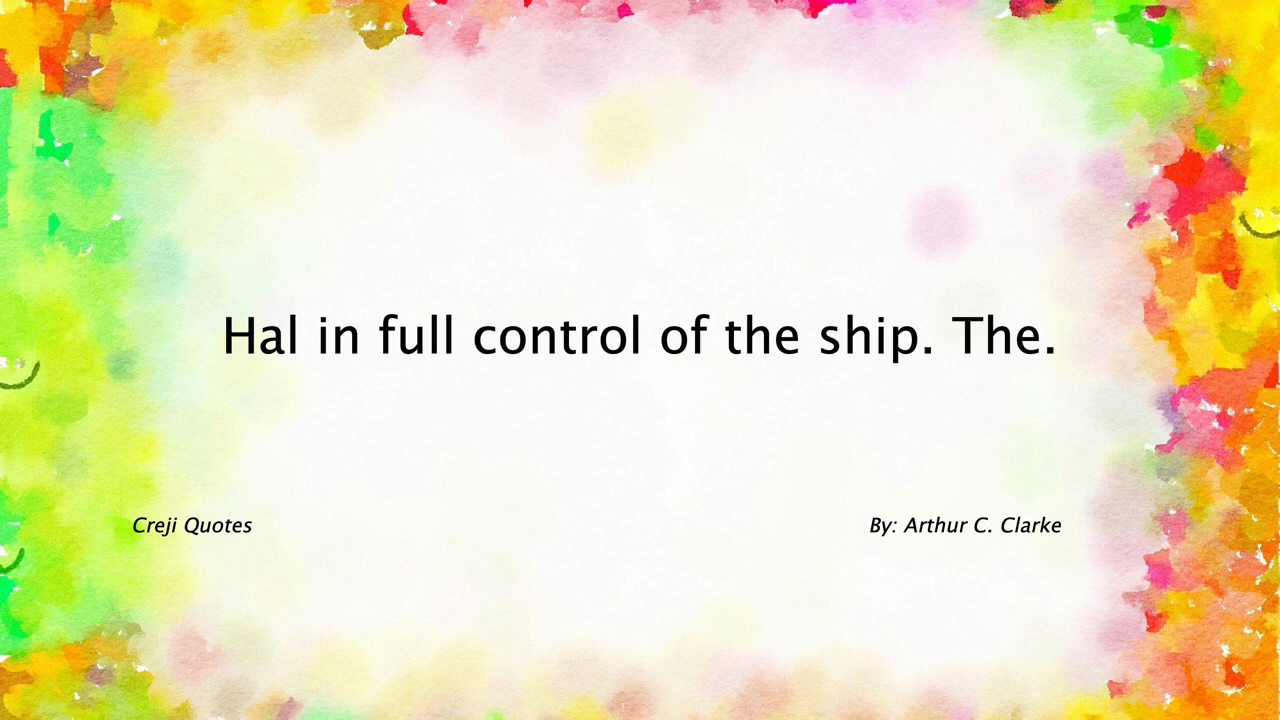 Hal in full control of the ship. The.
Creji Quotes
By: Arthur C. Clarke